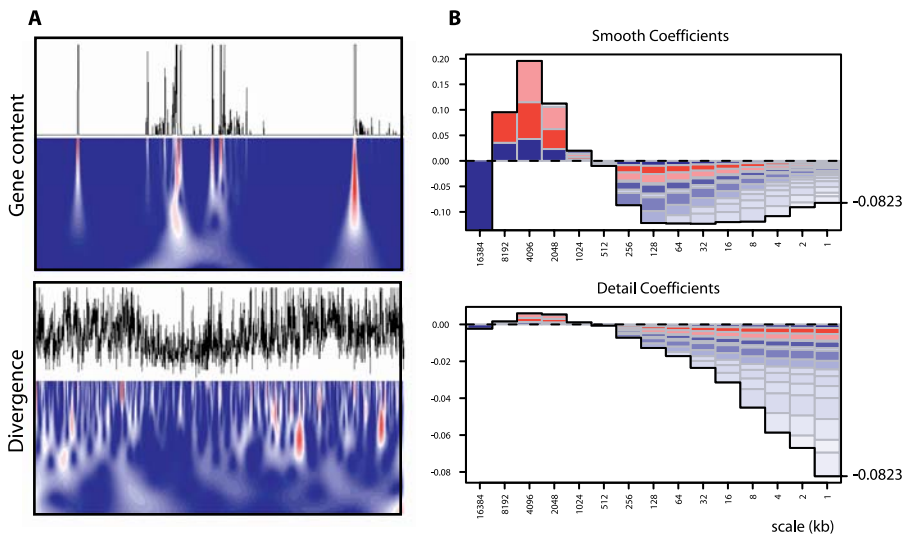 A
Gene content
Divergence
B
Smooth Coefficients
0.20
0.15
0.10
0.05
0.00
-0.05
-0.10
-0.0823
16384 8192 4096 2048 1024 512 256 128 64 32 16 8 4 2 1
Detail Coefficients
0.00
-0.02
-0.04
-0.06
-0.08
-0.0823
16384 8192 4096 2048 1024 512 256 128 64 32 16 8 4 2 1
scale (kb)